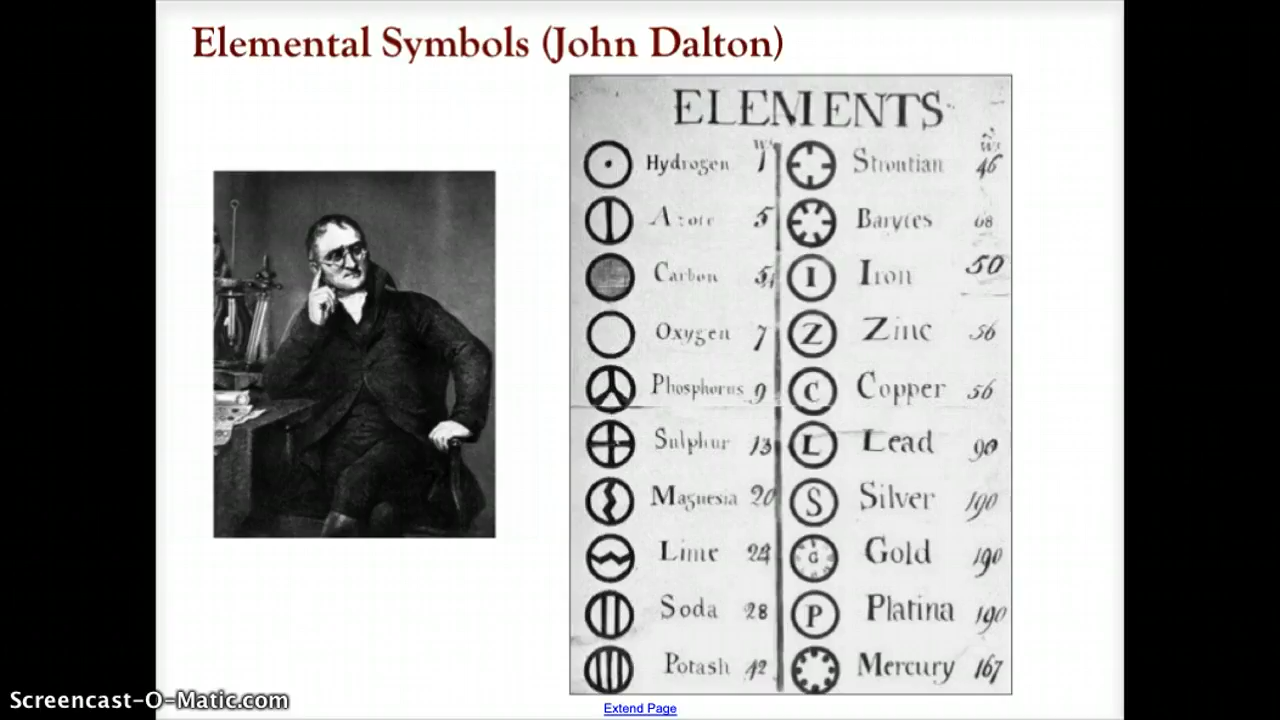 Elemental Symbols (John Dalton)
ELEMENTS
Hydrogen 1
Azote 5
Carbon 5
Oxygen 7
Phosphorus 9
Sulphur 13
Magnesia 20
Lime 24
Soda 28
Potash 42
Strontian 46
Barytes 68
I Iron 50
Z Zinc 56
C Copper 56
L Lead 90
S Silver 190
G Gold 190
P Platina 190
Mercury 167
Screencast-O-Matic.com
Extend Page